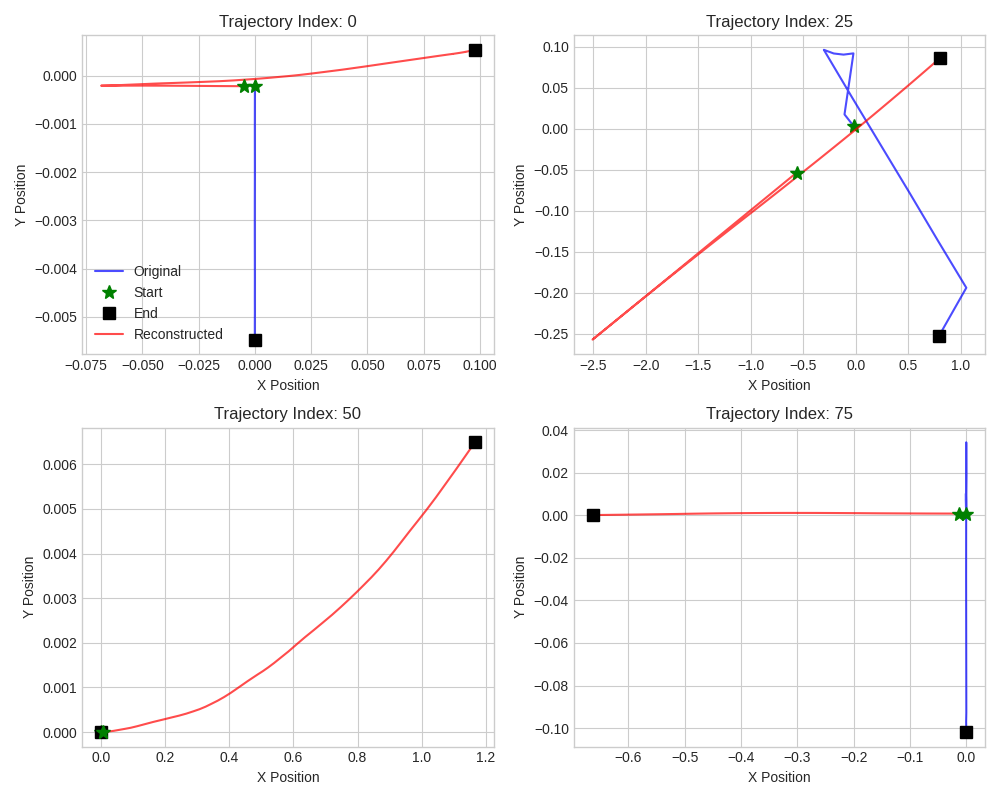 Trajectory Index: 0
0.000
−0.001
−0.002
−0.003
−0.004
−0.005
Y Position
Original
Start
End
Reconstructed
−0.075 −0.050 −0.025 0.000 0.025 0.050 0.075 0.100
X Position
Trajectory Index: 25
0.10
0.05
0.00
−0.05
−0.10
−0.15
−0.20
−0.25
Y Position
−2.5 −2.0 −1.5 −1.0 −0.5 0.0 0.5 1.0
X Position
Trajectory Index: 50
0.006
0.005
0.004
0.003
0.002
0.001
0.000
Y Position
0.0 0.2 0.4 0.6 0.8 1.0 1.2
X Position
Trajectory Index: 75
0.04
0.02
0.00
−0.02
−0.04
−0.06
−0.08
−0.10
Y Position
−0.6 −0.5 −0.4 −0.3 −0.2 −0.1 0.0
X Position